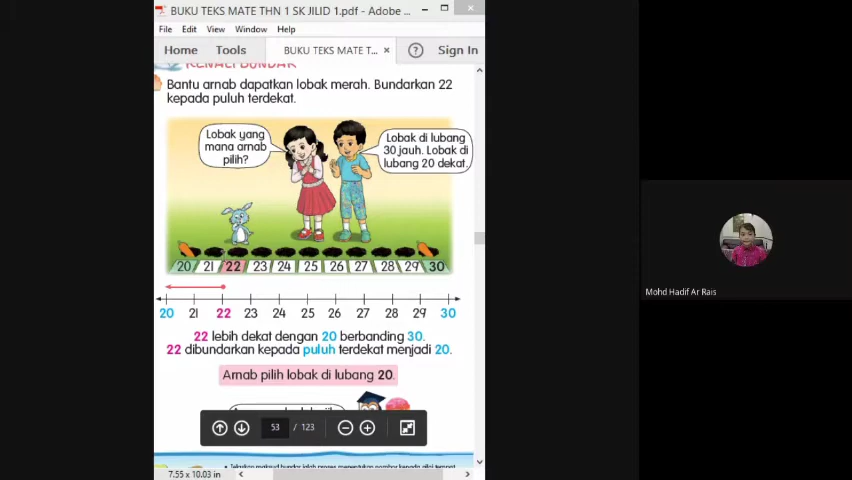 BUKU TEKS MATE THN 1 SK JILID 1.pdf - Adobe ...
File Edit View Window Help
Home Tools BUKU TEKS MATE T... × ? Sign In
KENALI BUNDAR
Bantu arnab dapatkan lobak merah. Bundarkan 22
kepada puluh terdekat.
Lobak yang
mana arnab
pilih?
Lobak di lubang
30 jauh. Lobak di
lubang 20 dekat.
20 21 22 23 24 25 26 27 28 29 30
20 21 22 23 24 25 26 27 28 29 30
22 lebih dekat dengan 20 berbanding 30.
22 dibundarkan kepada puluh terdekat menjadi 20.
Arnab pilih lobak di lubang 20.
53 / 123
7.55 x 10.03 in
Mohd Hadif Ar Rais